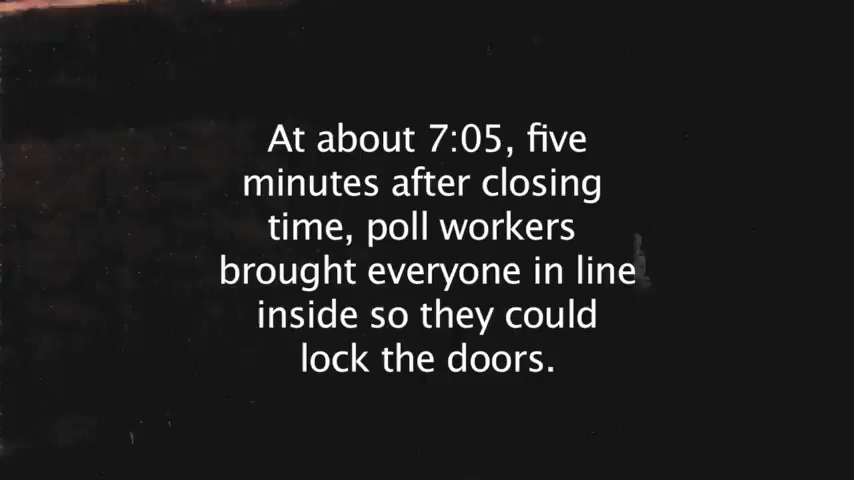 At about 7:05, five
minutes after closing
time, poll workers
brought everyone in line
inside so they could
lock the doors.